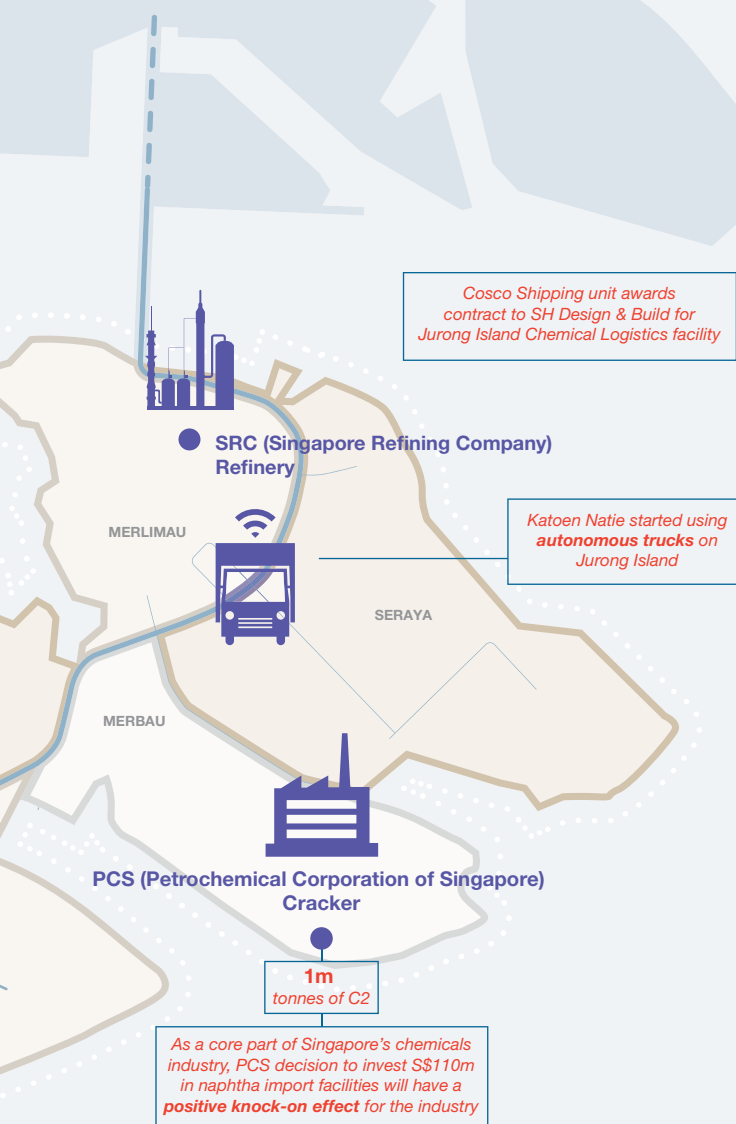 Cosco Shipping unit awards
contract to SH Design & Build for
Jurong Island Chemical Logistics facility
SRC (Singapore Refining Company)
Refinery
Katoen Natie started using
autonomous trucks on
Jurong Island
MERLIMAU
SERAYA
MERBAU
PCS (Petrochemical Corporation of Singapore)
Cracker
1m
tonnes of C2
As a core part of Singapore’s chemicals
industry, PCS decision to invest S$110m
in naphtha import facilities will have a
positive knock-on effect for the industry